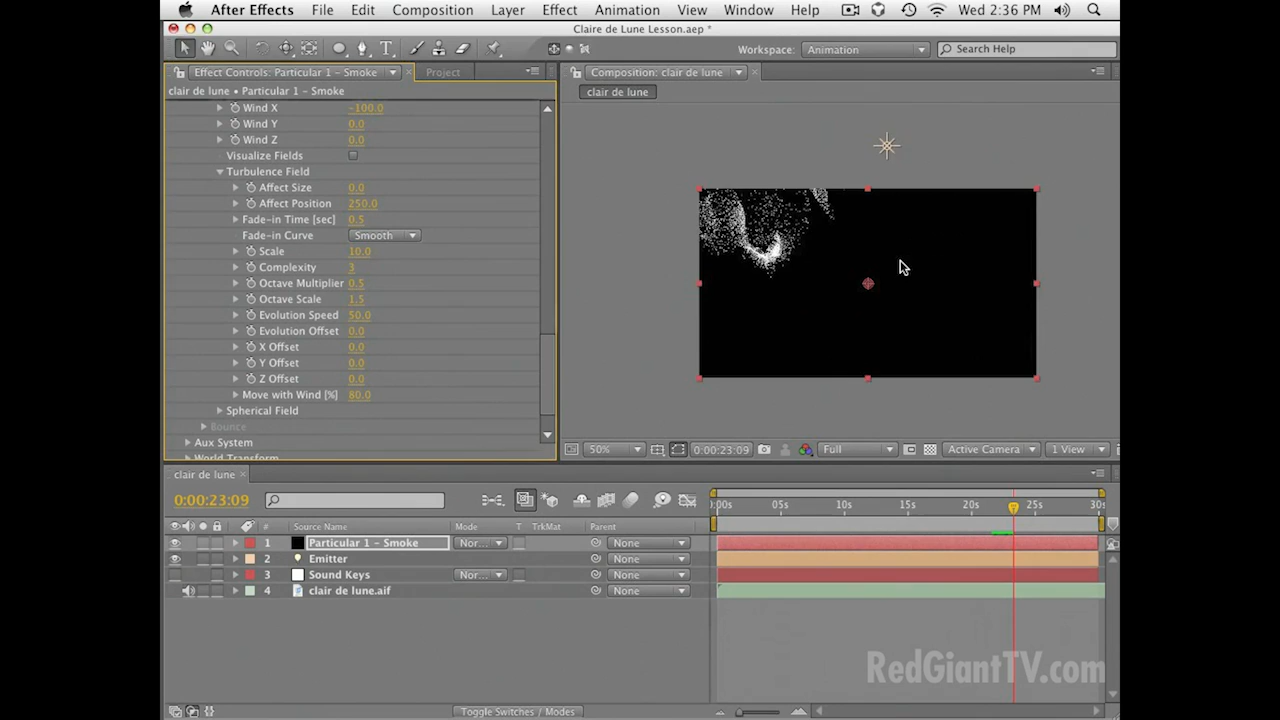 After Effects File Edit Composition Layer Effect Animation View Window Help Wed 2:36 PM
Claire de Lune Lesson.aep *
Workspace: Animation Search Help
Effect Controls: Particular 1 - Smoke Project
clair de lune • Particular 1 - Smoke
Wind X -100.0
Wind Y 0.0
Wind Z 0.0
Visualize Fields
Turbulence Field
Affect Size 0.0
Affect Position 250.0
Fade-in Time [sec] 0.5
Fade-in Curve Smooth
Scale 10.0
Complexity 3
Octave Multiplier 0.5
Octave Scale 1.5
Evolution Speed 50.0
Evolution Offset 0.0
X Offset 0.0
Y Offset 0.0
Z Offset 0.0
Move with Wind [%] 80.0
Spherical Field
Bounce
Aux System
World Transform
Composition: clair de lune
clair de lune
50% 0:00:23:09 Full Active Camera 1 View
clair de lune
0:00:23:09
:00s 05s 10s 15s 20s 25s 30s
# Source Name Mode T TrkMat Parent
1 Particular 1 - Smoke Nor... None
2 Emitter None
3 Sound Keys Nor... None
4 clair de lune.aif None
RedGiantTV.com
Toggle Switches / Modes